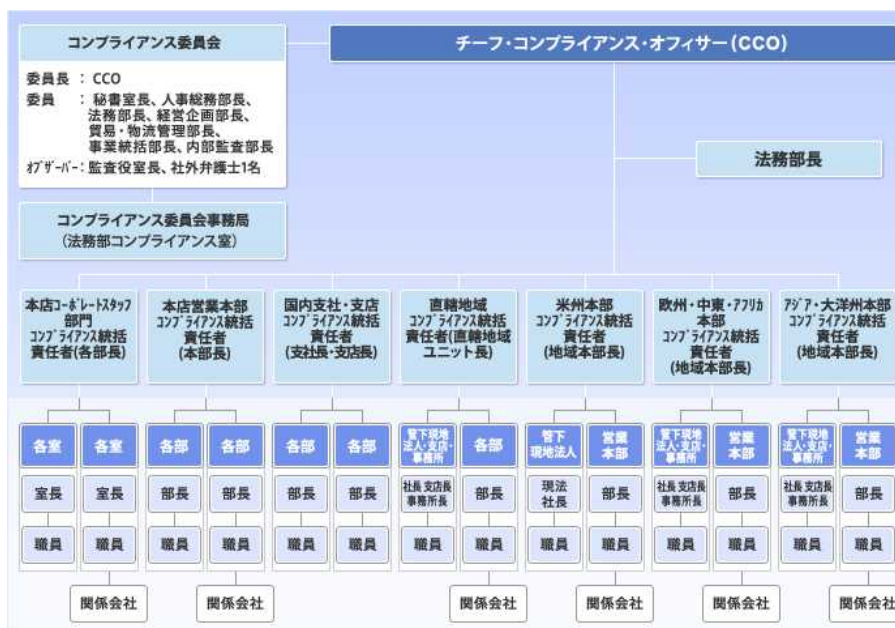 コンプライアンス委員会
チーフ・コンプライアンス・オフィサー(CCO)
委員長 : CCO
委員 : 秘書室長、人事総務部長、
法務部長、経営企画部長、
貿易・物流管理部長、
事業統括部長、内部監査部長
ｵﾌﾞｻﾞｰﾊﾞｰ:監査役室長、社外弁護士1名
法務部長
コンプライアンス委員会事務局
(法務部コンプライアンス室)
本店ｺｰﾎﾟﾚｰﾄｽﾀｯﾌ
部門
ｺﾝﾌﾟﾗｲｱﾝｽ統括
責任者(各部長)
本店営業本部
ｺﾝﾌﾟﾗｲｱﾝｽ統括
責任者
(本部長)
国内支社・支店
ｺﾝﾌﾟﾗｲｱﾝｽ統括
責任者
(支社長・支店長)
直轄地域
ｺﾝﾌﾟﾗｲｱﾝｽ統括
責任者(直轄地域
ユニット長)
米州本部
ｺﾝﾌﾟﾗｲｱﾝｽ統括
責任者
(地域本部長)
欧州・中東・ｱﾌﾘｶ
本部
ｺﾝﾌﾟﾗｲｱﾝｽ統括
責任者
(地域本部長)
ｱｼﾞｱ・大洋州本部
ｺﾝﾌﾟﾗｲｱﾝｽ統括
責任者
(地域本部長)
各室
各室
各部
各部
各部
各部
管下現地
法人・支店・
事務所
各部
管下
現地法人
営業
本部
管下現地
法人・支店・
事務所
営業
本部
管下現地
法人・支店・
事務所
営業
本部
室長
室長
部長
部長
部長
部長
社長 支店長
事務所長
部長
現法
社長
部長
社長 支店長
事務所長
部長
社長 支店長
事務所長
部長
職員
職員
職員
職員
職員
職員
職員
職員
職員
職員
職員
職員
職員
職員
関係会社
関係会社
関係会社
関係会社
関係会社
関係会社